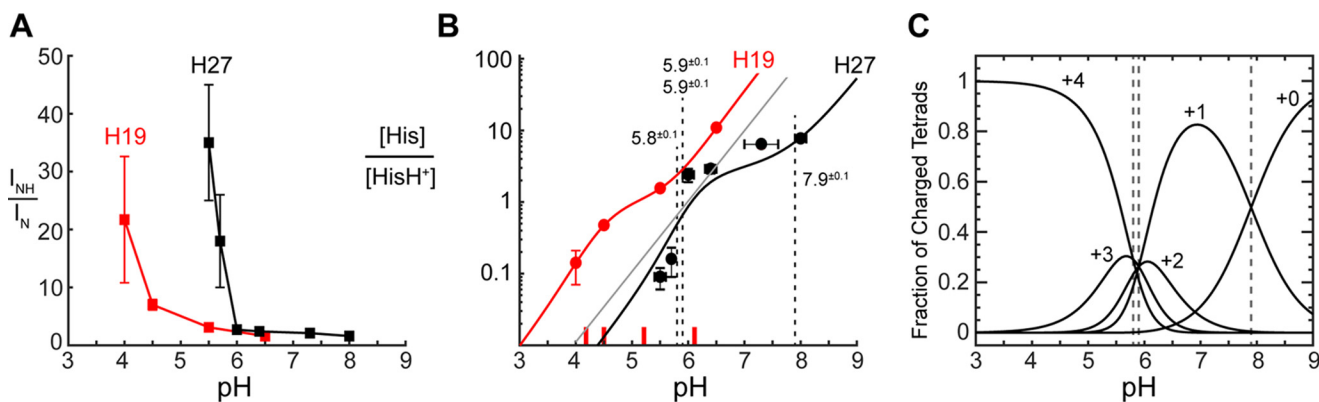 A
50
40
30
20
10
0
I_NH
I_N
H19
H27
3 4 5 6 7 8 9
pH
B
[His]
[HisH⁺]
100
10
1
0.1
5.9^±0.1
5.9^±0.1
5.8^±0.1
7.9^±0.1
H19
H27
3 4 5 6 7 8 9
pH
C
Fraction of Charged Tetrads
1
0.8
0.6
0.4
0.2
0
+4
+3
+2
+1
+0
3 4 5 6 7 8 9
pH